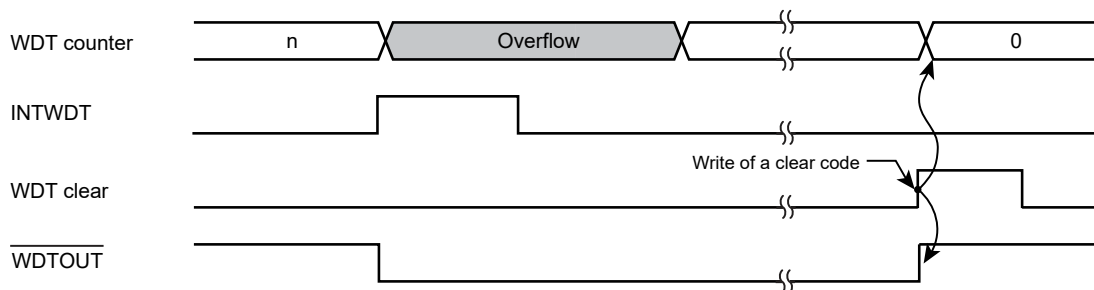 WDT counter n Overflow 0
INTWDT
Write of a clear code
WDT clear
WDTOUT